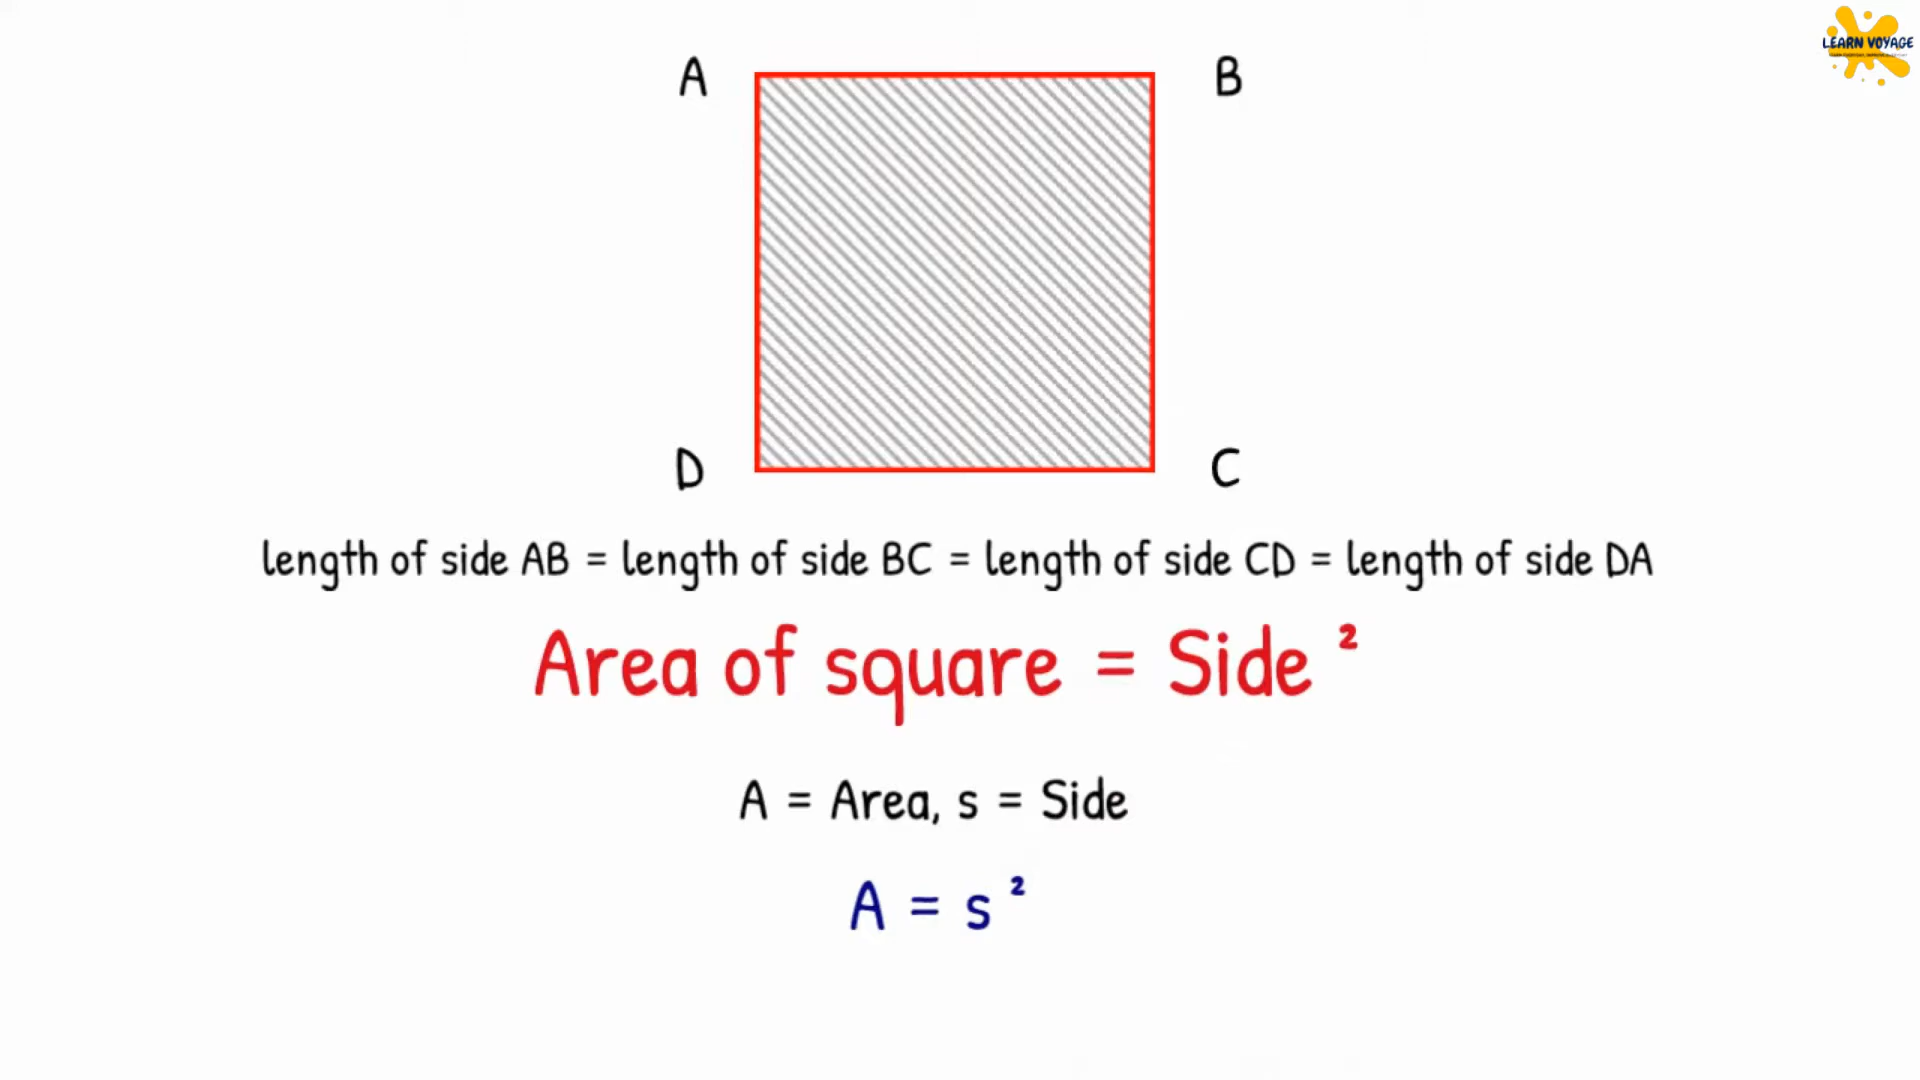 LEARN VOYAGE
A B
D C
length of side AB = length of side BC = length of side CD = length of side DA
Area of square = Side ²
A = Area, s = Side
A = s ²